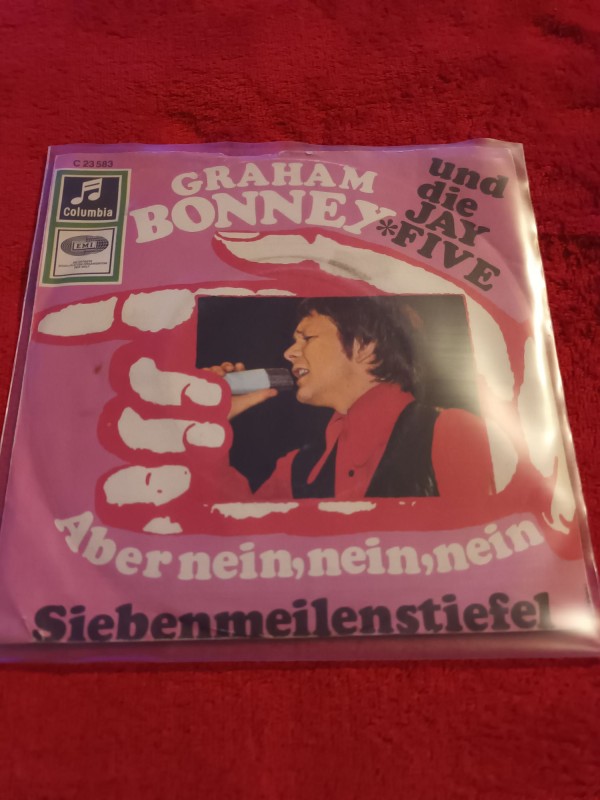 C 23 583
Columbia
EMI
GRAHAM
BONNEY
und
die
JAY
*FIVE
Aber nein, nein, nein
Siebenmeilenstiefel